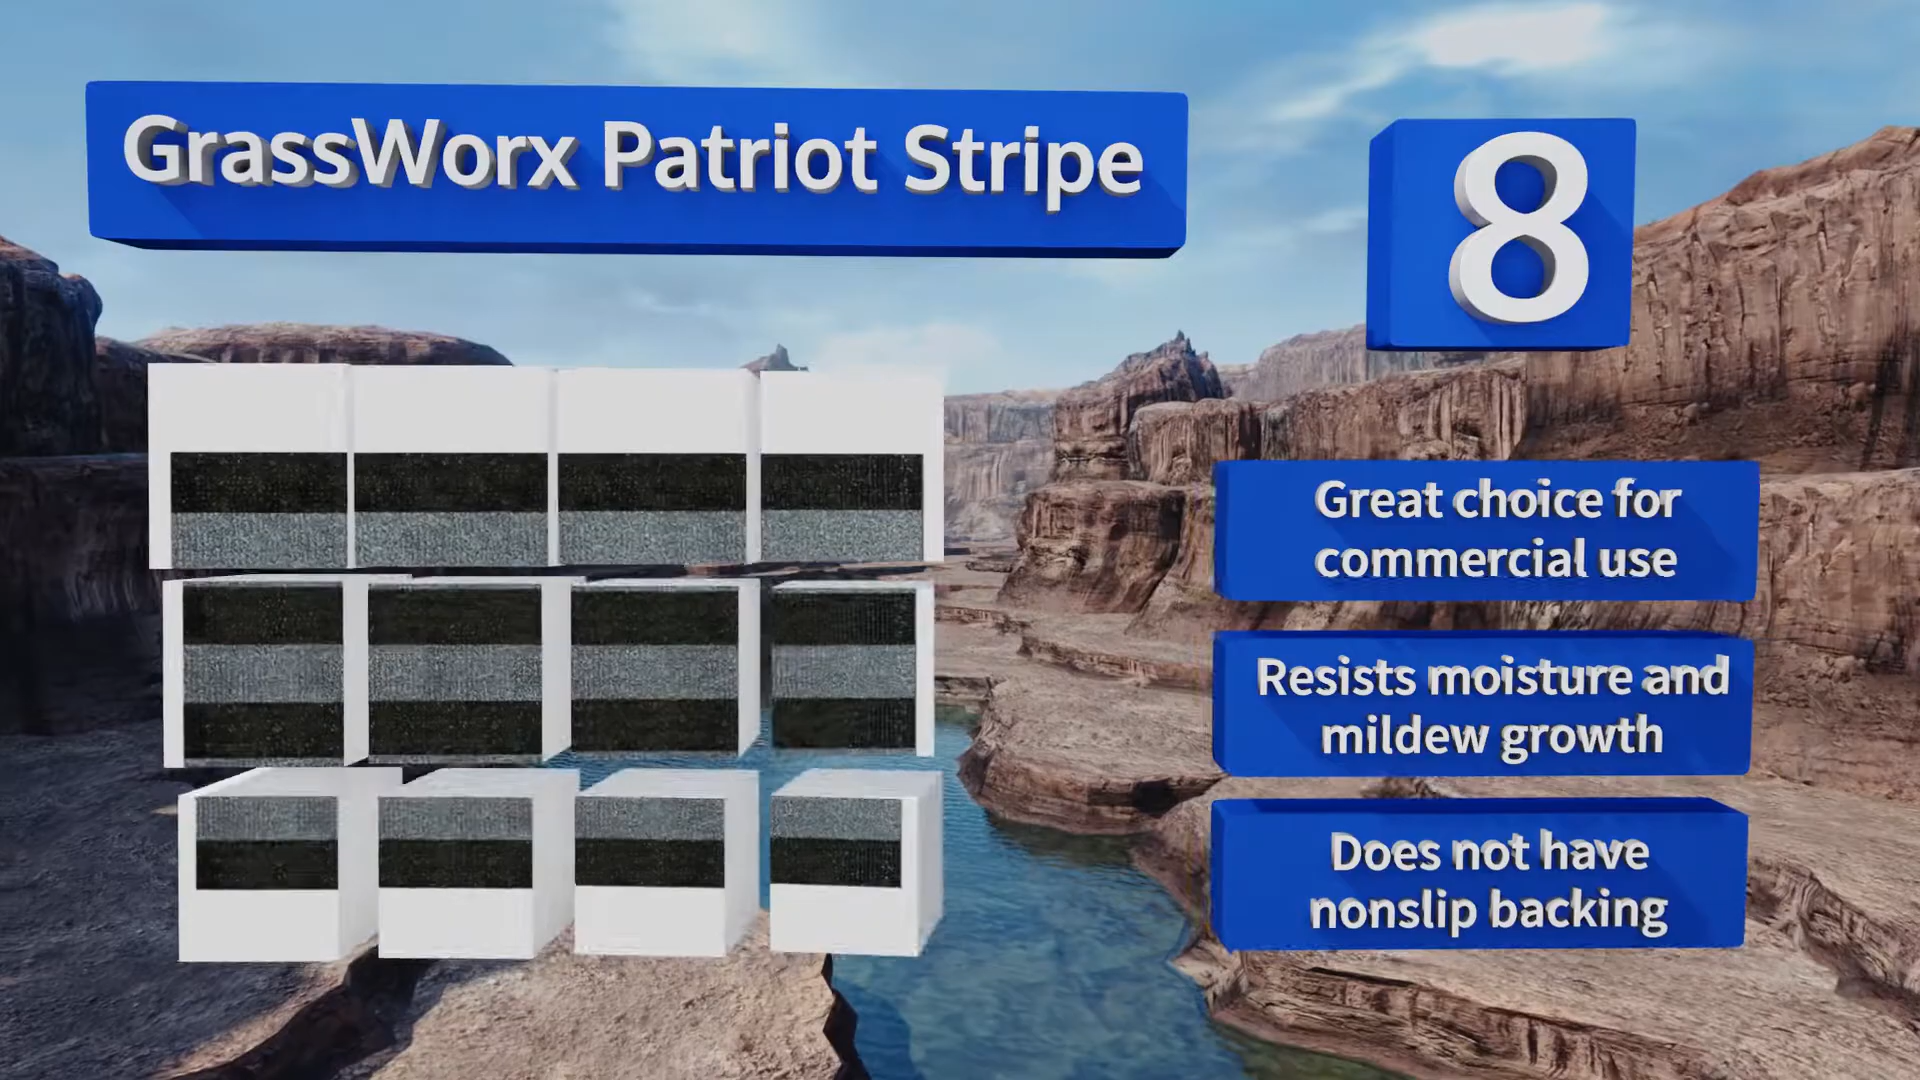 GrassWorx Patriot Stripe
8
Great choice for
commercial use
Resists moisture and
mildew growth
Does not have
nonslip backing